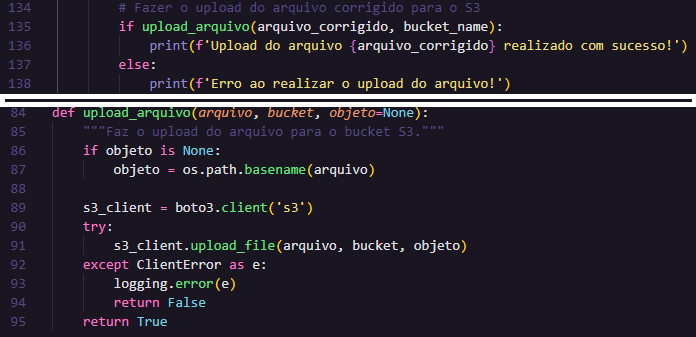 134 # Fazer o upload do arquivo corrigido para o S3
135 if upload_arquivo(arquivo_corrigido, bucket_name):
136 print(f'Upload do arquivo {arquivo_corrigido} realizado com sucesso!')
137 else:
138 print(f'Erro ao realizar o upload do arquivo!')
84 def upload_arquivo(arquivo, bucket, objeto=None):
85 """Faz o upload do arquivo para o bucket S3."""
86 if objeto is None:
87 objeto = os.path.basename(arquivo)
88
89 s3_client = boto3.client('s3')
90 try:
91 s3_client.upload_file(arquivo, bucket, objeto)
92 except ClientError as e:
93 logging.error(e)
94 return False
95 return True